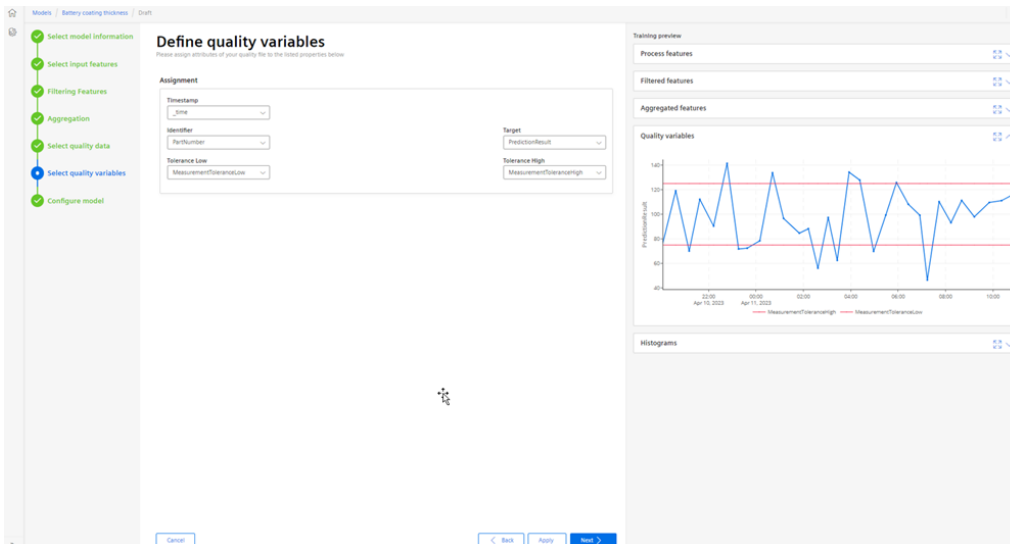 Models / Battery coating thickness / Draft
Select model information
Select input features
Filtering Features
Aggregation
Select quality data
Select quality variables
Configure model
Define quality variables
Please assign attributes of your quality file to the listed properties below
Assignment
Timestamp
_time
Identifier
PartNumber
Target
PredictionResult
Tolerance Low
MeasurementToleranceLow
Tolerance High
MeasurementToleranceHigh
Cancel
Back
Apply
Next
Training preview
Process features
Filtered features
Aggregated features
Quality variables
140
120
100
80
60
40
PredictionResult
22:00 00:00 02:00 04:00 06:00 08:00 10:00
Apr 10, 2023 Apr 11, 2023
MeasurementToleranceHigh MeasurementToleranceLow
Histograms